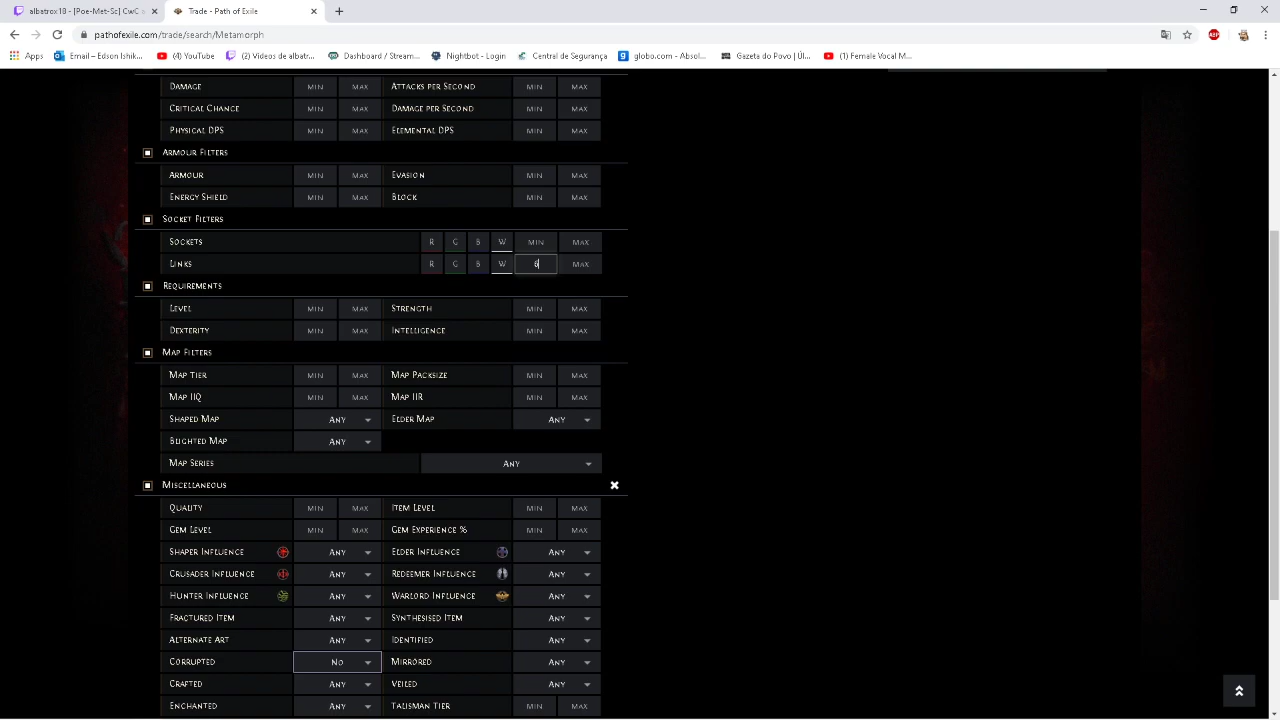 albatrox18 - [Poe-Met-Sc] CwC a
Trade - Path of Exile
pathofexile.com/trade/search/Metamorph
Apps
Email – Edson Ishik...
(4) YouTube
(2) Vídeos de albatr...
Dashboard / Stream...
Nightbot - Login
Central de Segurança
globo.com - Absol...
Gazeta do Povo | Úl...
(1) Female Vocal M...
Damage MIN MAX Attacks per Second MIN MAX
Critical Chance MIN MAX Damage per Second MIN MAX
Physical DPS MIN MAX Elemental DPS MIN MAX
Armour Filters
Armour MIN MAX Evasion MIN MAX
Energy Shield MIN MAX Block MIN MAX
Socket Filters
Sockets R G B W MIN MAX
Links R G B W 6 MAX
Requirements
Level MIN MAX Strength MIN MAX
Dexterity MIN MAX Intelligence MIN MAX
Map Filters
Map Tier MIN MAX Map Packsize MIN MAX
Map IIQ MIN MAX Map IIR MIN MAX
Shaped Map Any Elder Map Any
Blighted Map Any
Map Series Any
Miscellaneous
Quality MIN MAX Item Level MIN MAX
Gem Level MIN MAX Gem Experience % MIN MAX
Shaper Influence Any Elder Influence Any
Crusader Influence Any Redeemer Influence Any
Hunter Influence Any Warlord Influence Any
Fractured Item Any Synthesised Item Any
Alternate Art Any Identified Any
Corrupted No Mirrored Any
Crafted Any Veiled Any
Enchanted Any Talisman Tier MIN MAX